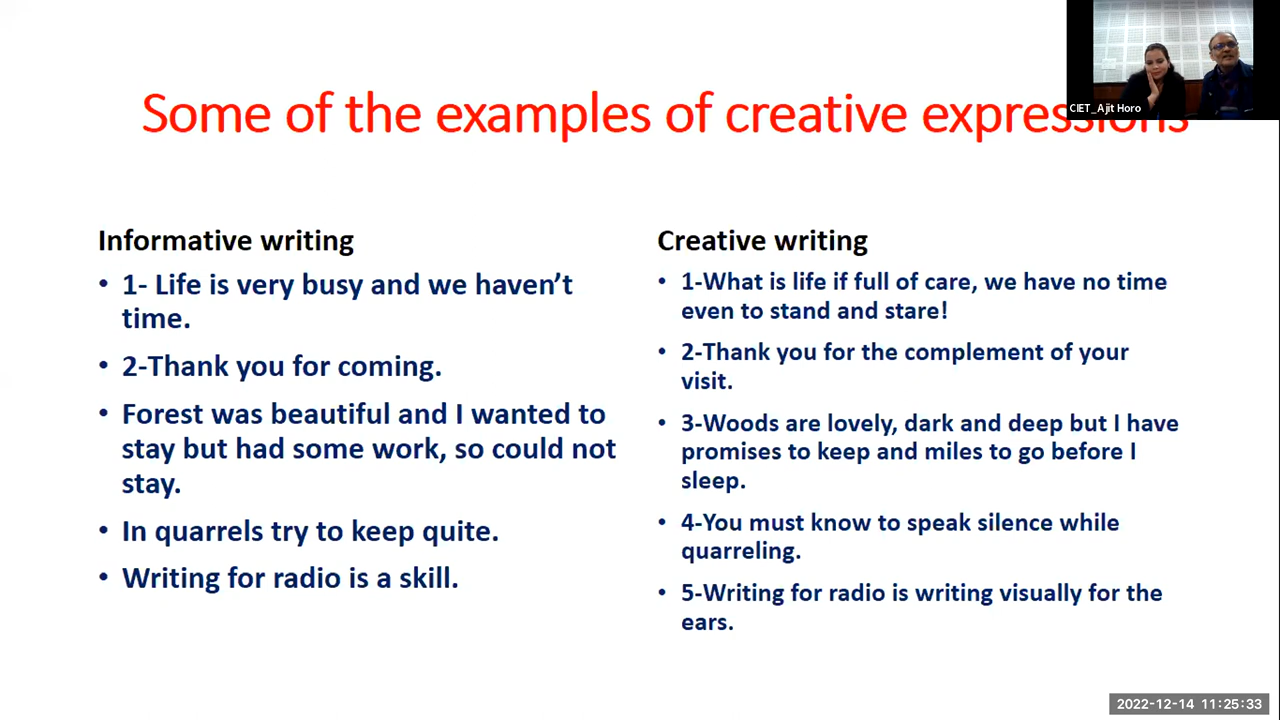 Some of the examples of creative expressions
CIET_Ajit Horo
Informative writing
• 1- Life is very busy and we haven’t
time.
• 2-Thank you for coming.
• Forest was beautiful and I wanted to
stay but had some work, so could not
stay.
• In quarrels try to keep quite.
• Writing for radio is a skill.
Creative writing
• 1-What is life if full of care, we have no time
even to stand and stare!
• 2-Thank you for the complement of your
visit.
• 3-Woods are lovely, dark and deep but I have
promises to keep and miles to go before I
sleep.
• 4-You must know to speak silence while
quarreling.
• 5-Writing for radio is writing visually for the
ears.
2022-12-14 11:25:33